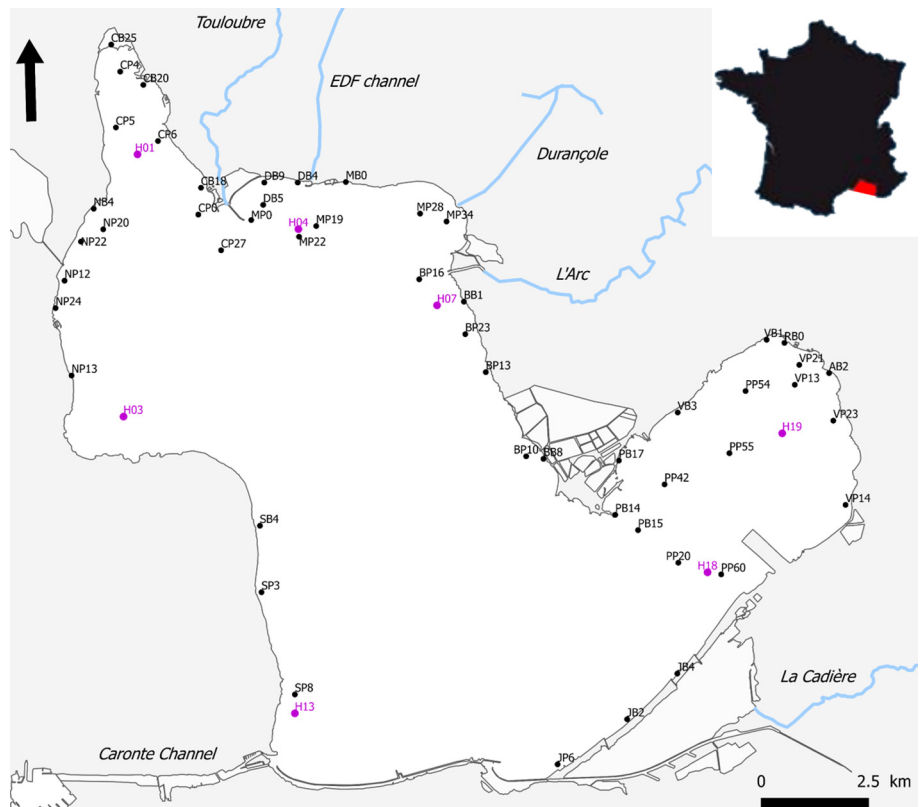 Touloubre
CB25
EDF channel
CP4
CB20
CP5
CP6
H01
Durançole
CB18
DB9
DB4
MB0
DB5
NB4
CP0
MP0
H04
MP19
MP28
MP34
NP20
NP22
MP22
CP27
L'Arc
NP12
BP16
NP24
H07
BB1
BP23
VB1
RB0
NP13
BP13
VP21
AB2
PP54
VP13
H03
VB3
VP23
H19
BP10
BB8
PB17
PP55
PP42
VP14
SB4
PB14
PB15
PP20
H18
PP60
SP3
JB4
La Cadière
SP8
H13
JB2
Caronte Channel
JP6
0 2.5 km